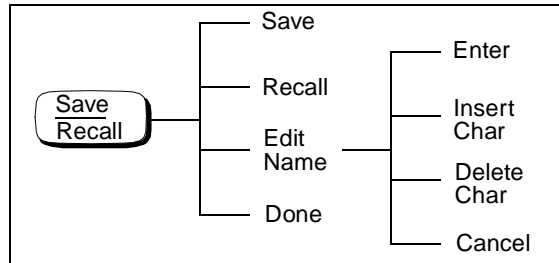 Save
Recall
Save
Recall
Edit
Name
Done
Enter
Insert
Char
Delete
Char
Cancel